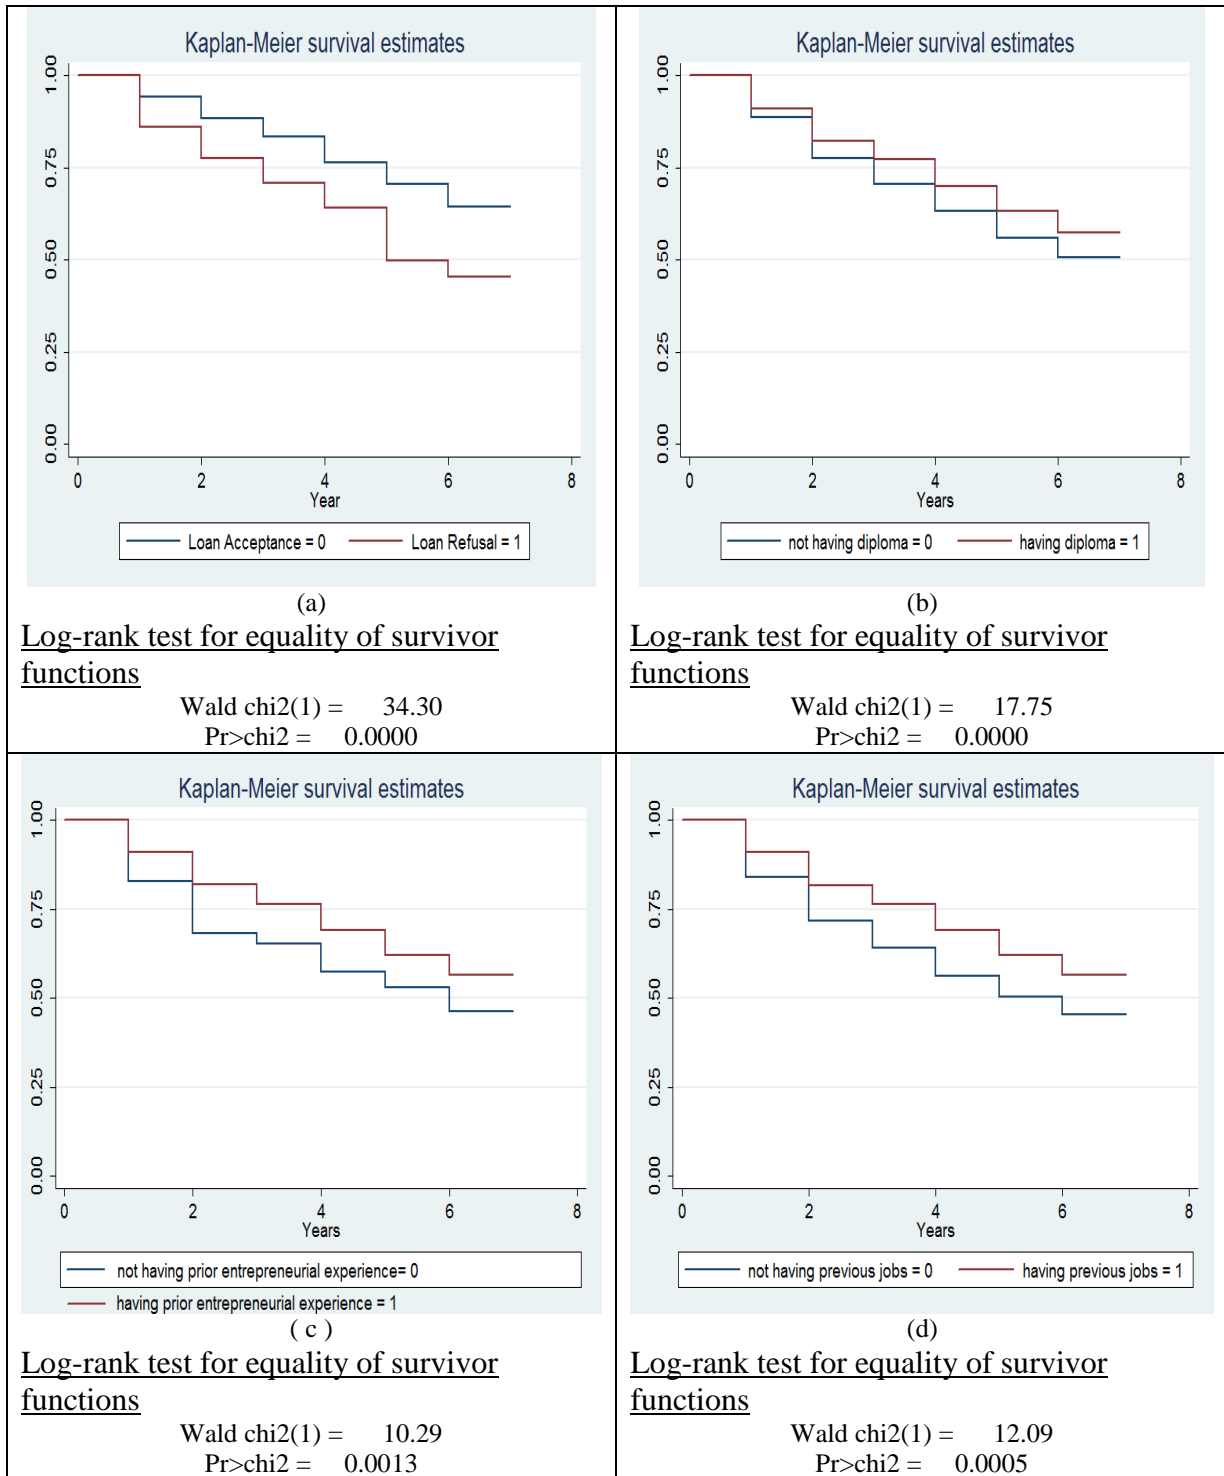 Kaplan-Meier survival estimates
1.00
0.75
0.50
0.25
0.00
0 2 4 6 8
Year
Loan Acceptance = 0 Loan Refusal = 1
(a)
Log-rank test for equality of survivor
functions
Wald chi2(1) = 34.30
Pr>chi2 = 0.0000
Kaplan-Meier survival estimates
1.00
0.75
0.50
0.25
0.00
0 2 4 6 8
Years
not having diploma = 0 having diploma = 1
(b)
Log-rank test for equality of survivor
functions
Wald chi2(1) = 17.75
Pr>chi2 = 0.0000
Kaplan-Meier survival estimates
1.00
0.75
0.50
0.25
0.00
0 2 4 6 8
Years
not having prior entrepreneurial experience= 0
having prior entrepreneurial experience = 1
( c )
Log-rank test for equality of survivor
functions
Wald chi2(1) = 10.29
Pr>chi2 = 0.0013
Kaplan-Meier survival estimates
1.00
0.75
0.50
0.25
0.00
0 2 4 6 8
Years
not having previous jobs = 0 having previous jobs = 1
(d)
Log-rank test for equality of survivor
functions
Wald chi2(1) = 12.09
Pr>chi2 = 0.0005